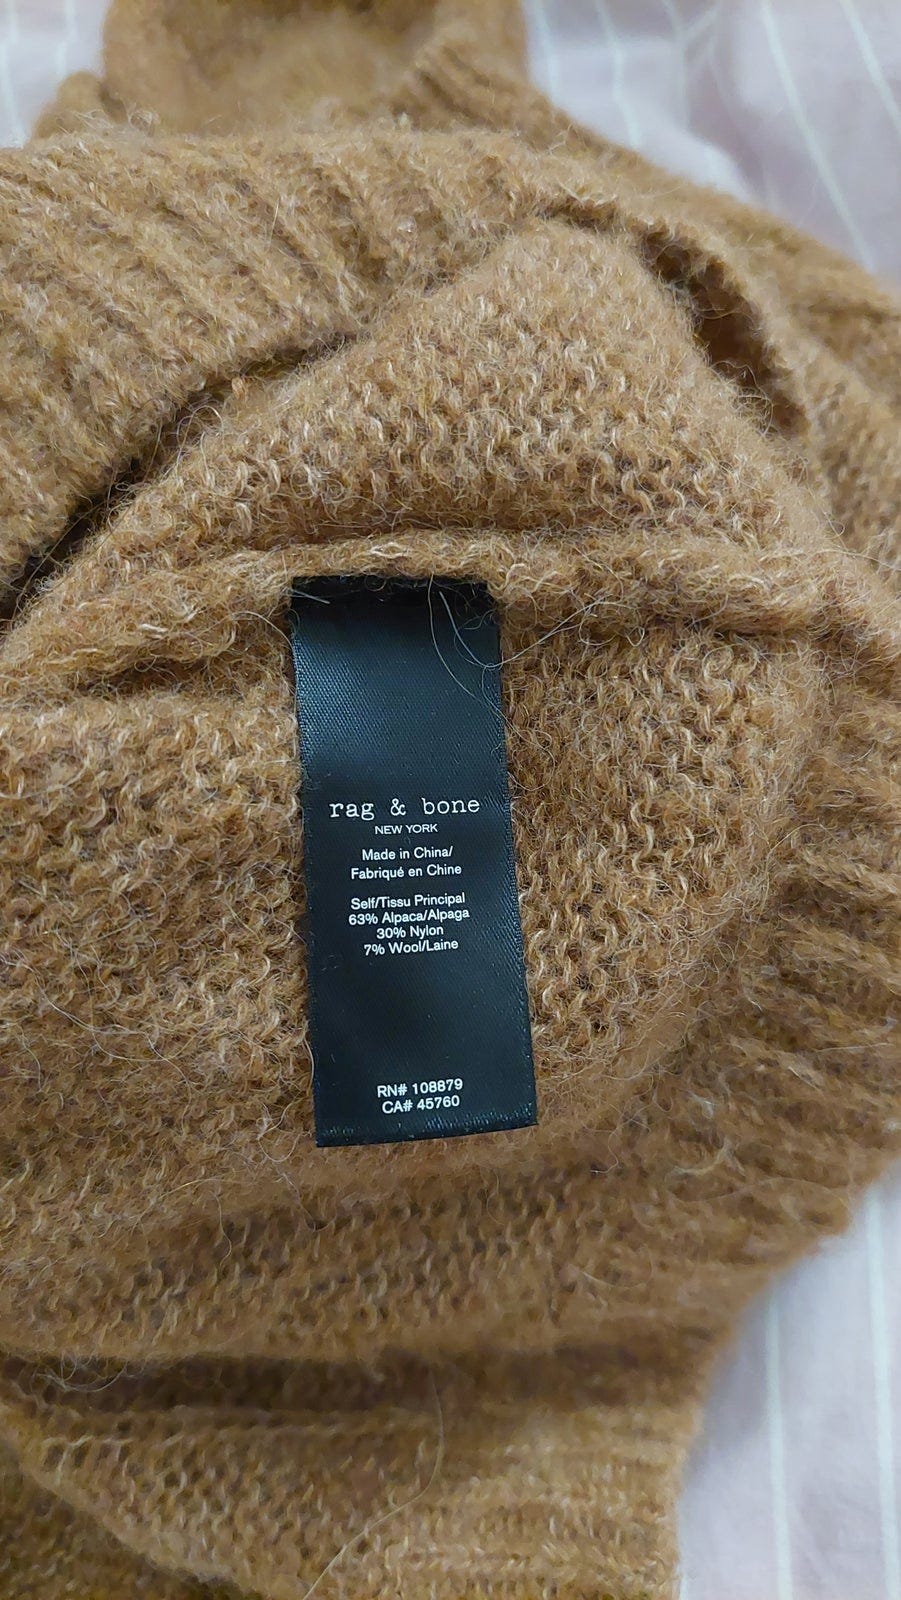 rag & bone
NEW YORK
Made in China/
Fabriqué en Chine
Self/Tissu Principal
63% Alpaca/Alpaga
30% Nylon
7% Wool/Laine
RN# 108879
CA# 45760